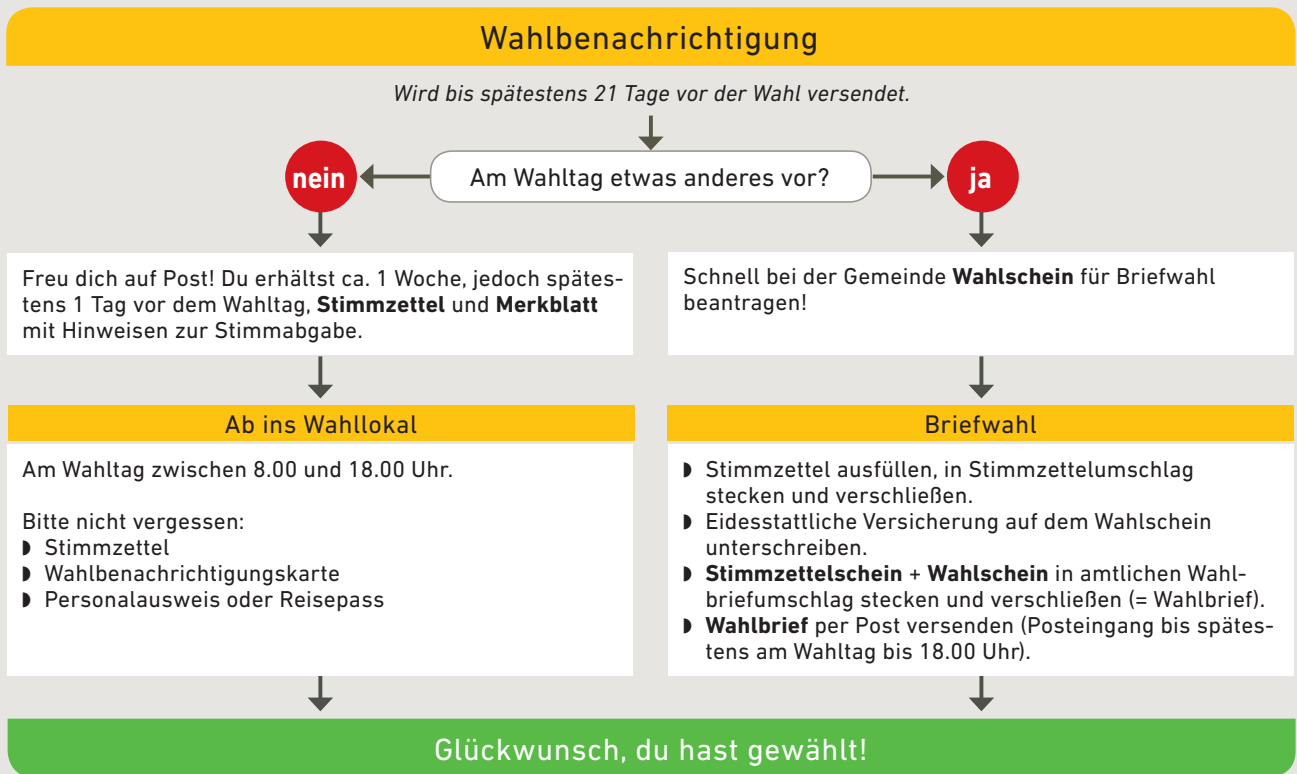 Wahlbenachrichtigung
Wird bis spätestens 21 Tage vor der Wahl versendet.
nein
Am Wahltag etwas anderes vor?
ja
Freu dich auf Post! Du erhältst ca. 1 Woche, jedoch spätes-
tens 1 Tag vor dem Wahltag, Stimmzettel und Merkblatt
mit Hinweisen zur Stimmabgabe.
Schnell bei der Gemeinde Wahlschein für Briefwahl
beantragen!
Ab ins Wahllokal
Am Wahltag zwischen 8.00 und 18.00 Uhr.
Bitte nicht vergessen:
◗ Stimmzettel
◗ Wahlbenachrichtigungskarte
◗ Personalausweis oder Reisepass
Briefwahl
◗ Stimmzettel ausfüllen, in Stimmzettelumschlag
stecken und verschließen.
◗ Eidesstattliche Versicherung auf dem Wahlschein
unterschreiben.
◗ Stimmzettelschein + Wahlschein in amtlichen Wahl-
briefumschlag stecken und verschließen (= Wahlbrief).
◗ Wahlbrief per Post versenden (Posteingang bis spätes-
tens am Wahltag bis 18.00 Uhr).
Glückwunsch, du hast gewählt!